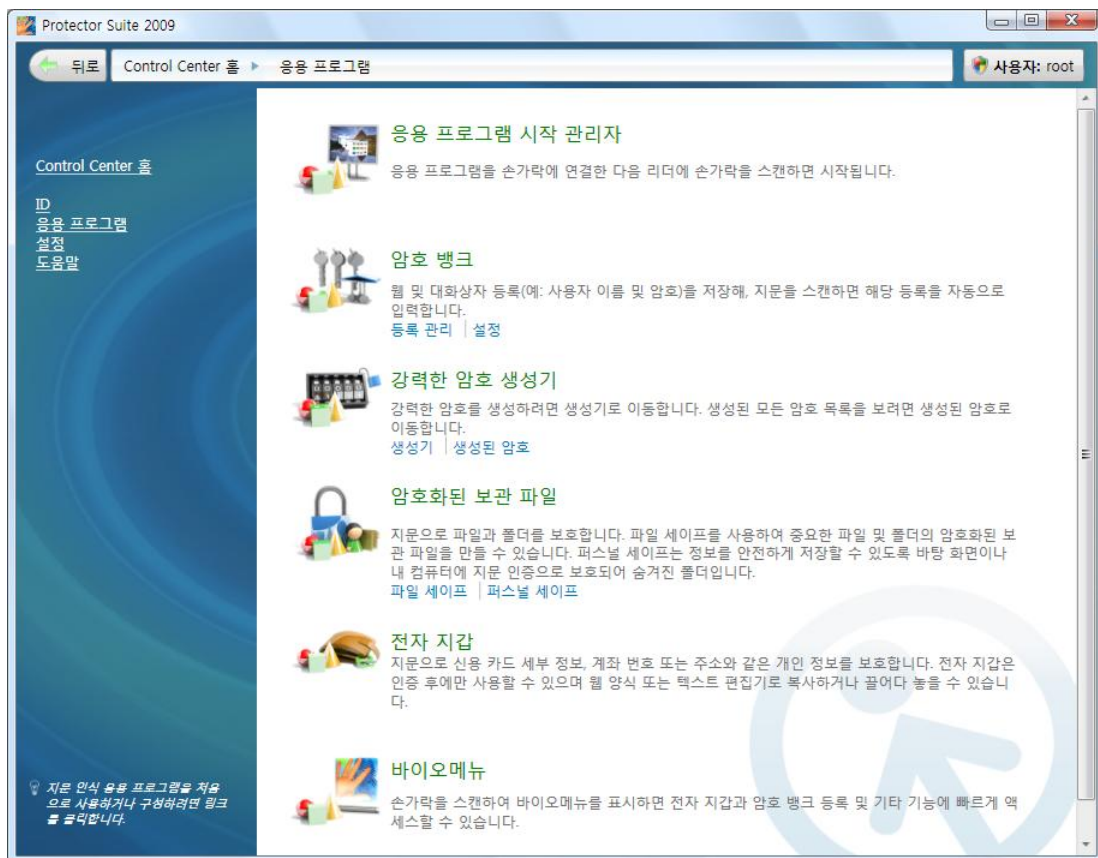 Protector Suite 2009
뒤로 Control Center 홈 응용 프로그램 사용자: root
Control Center 홈
ID
응용 프로그램
설정
도움말
응용 프로그램 시작 관리자
응용 프로그램을 손가락에 연결한 다음 리더에 손가락을 스캔하면 시작됩니다.
암호 뱅크
웹 및 대화상자 등록(예: 사용자 이름 및 암호)을 저장해, 지문을 스캔하면 해당 등록을 자동으로
입력합니다.
등록 관리 설정
강력한 암호 생성기
강력한 암호를 생성하려면 생성기로 이동합니다. 생성된 모든 암호 목록을 보려면 생성된 암호로
이동합니다.
생성기 생성된 암호
암호화된 보관 파일
지문으로 파일과 폴더를 보호합니다. 파일 세이프를 사용하여 중요한 파일 및 폴더의 암호화된 보
관 파일을 만들 수 있습니다. 퍼스널 세이프는 정보를 안전하게 저장할 수 있도록 바탕 화면이나
내 컴퓨터에 지문 인증으로 보호되어 숨겨진 폴더입니다.
파일 세이프 퍼스널 세이프
전자 지갑
지문으로 신용 카드 세부 정보, 계좌 번호 또는 주소와 같은 개인 정보를 보호합니다. 전자 지갑은
인증 후에만 사용할 수 있으며 웹 양식 또는 텍스트 편집기로 복사하거나 끌어다 놓을 수 있습니
다.
바이오메뉴
손가락을 스캔하여 바이오메뉴를 표시하면 전자 지갑과 암호 뱅크 등록 및 기타 기능에 빠르게 액
세스할 수 있습니다.
지문 인식 응용 프로그램을 처음
으로 사용하거나 구성하려면 링크
를 클릭합니다.